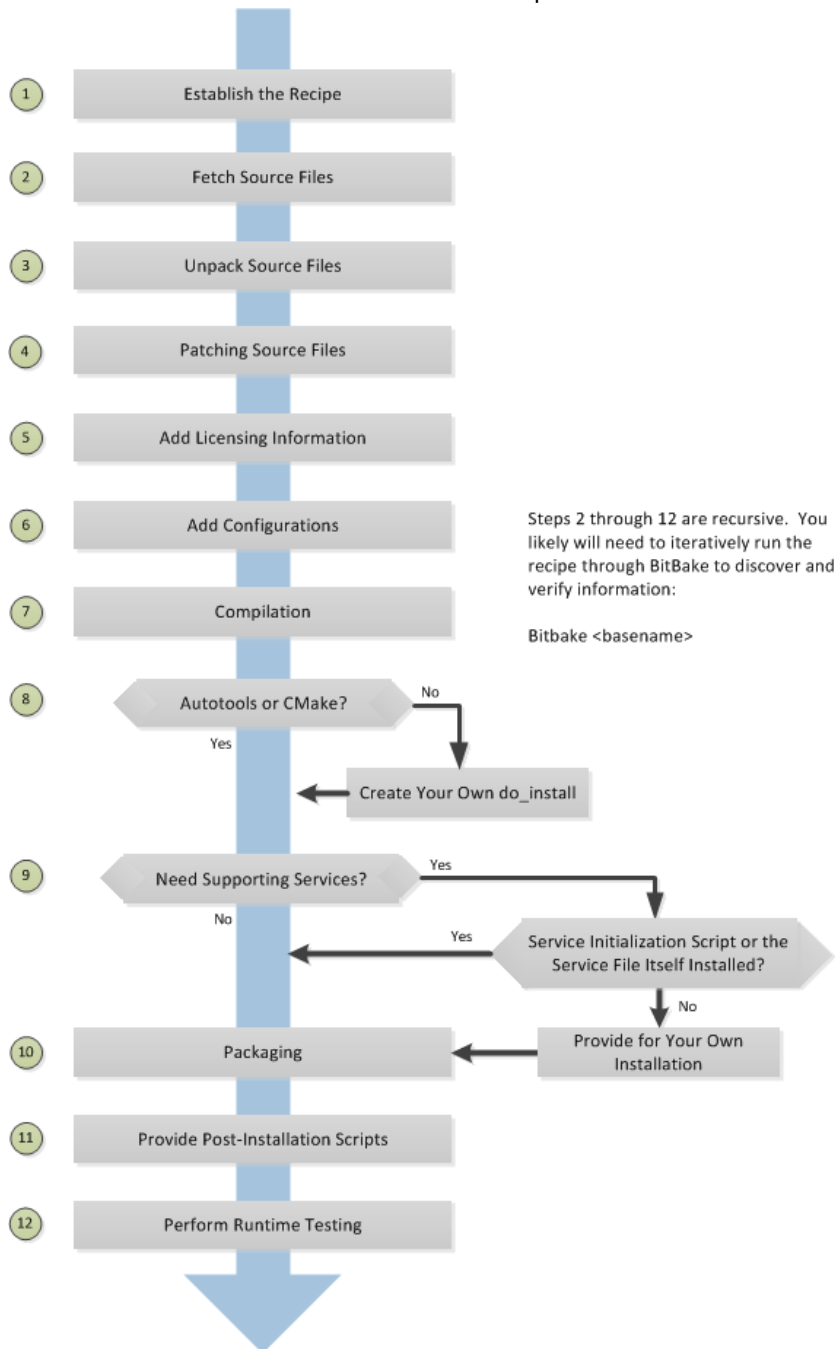 1
Establish the Recipe
2
Fetch Source Files
3
Unpack Source Files
4
Patching Source Files
5
Add Licensing Information
6
Add Configurations
Steps 2 through 12 are recursive. You
likely will need to iteratively run the
recipe through BitBake to discover and
verify information:
Bitbake <basename>
7
Compilation
8
Autotools or CMake?
No
Yes
Create Your Own do_install
9
Need Supporting Services?
Yes
No
Yes
Service Initialization Script or the
Service File Itself Installed?
No
10
Packaging
Provide for Your Own
Installation
11
Provide Post-Installation Scripts
12
Perform Runtime Testing